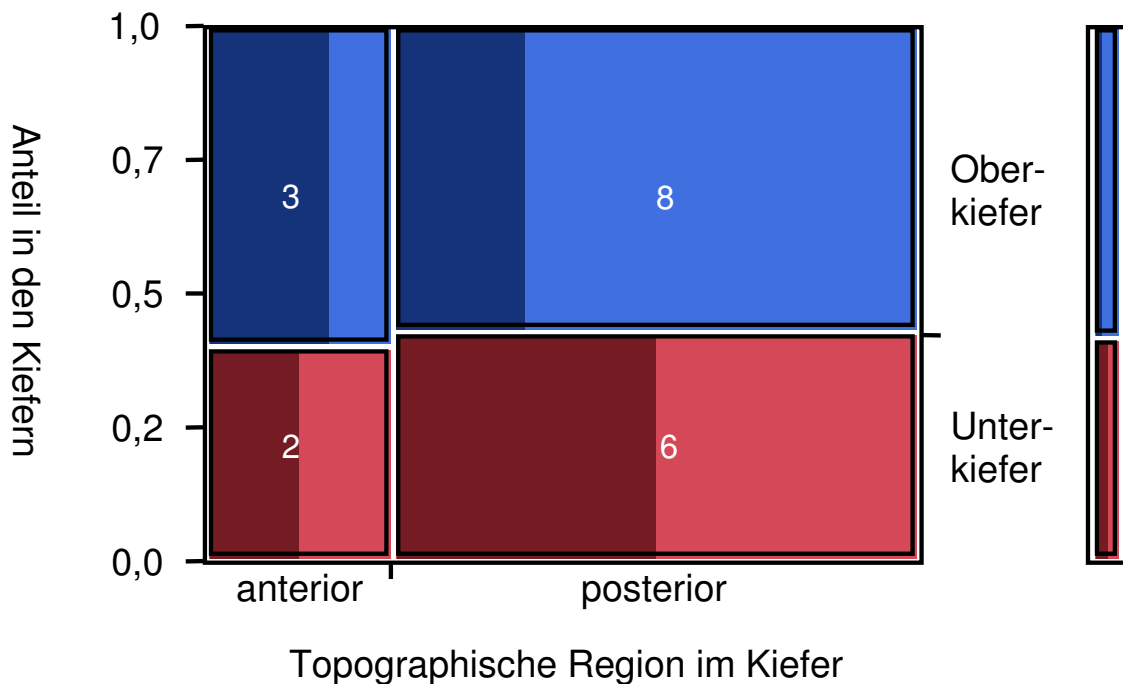 1,0
0,7
0,5
0,2
0,0
Anteil in den Kiefern
3
8
2
6
Ober-
kiefer
Unter-
kiefer
anterior
posterior
Topographische Region im Kiefer